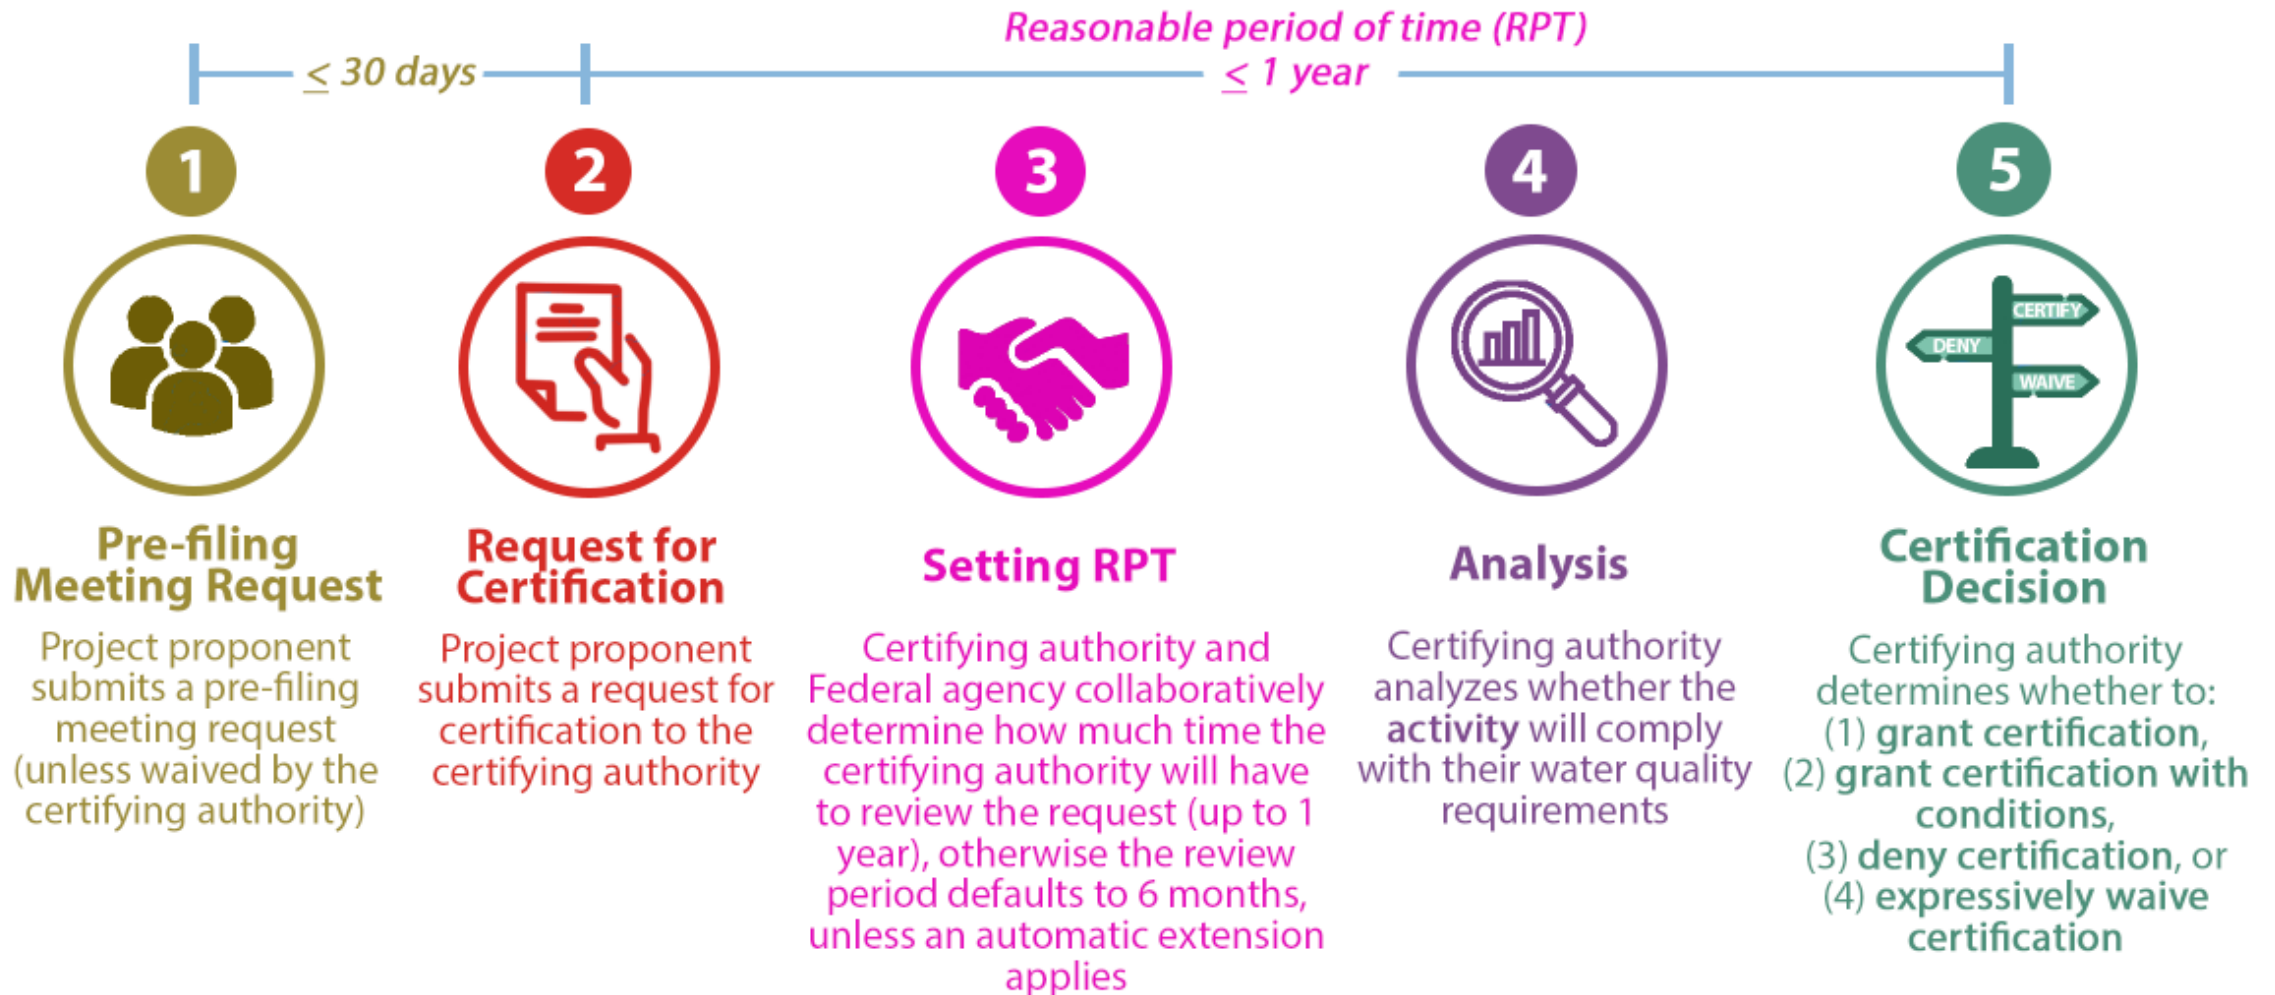 Reasonable period of time (RPT)
≤ 30 days
≤ 1 year
1
2
3
4
5
CERTIFY
DENY
WAIVE
Pre-filing
Meeting Request
Project proponent
submits a pre-filing
meeting request
(unless waived by the
certifying authority)
Request for
Certification
Project proponent
submits a request for
certification to the
certifying authority
Setting RPT
Certifying authority and
Federal agency collaboratively
determine how much time the
certifying authority will have
to review the request (up to 1
year), otherwise the review
period defaults to 6 months,
unless an automatic extension
applies
Analysis
Certifying authority
analyzes whether the
activity will comply
with their water quality
requirements
Certification
Decision
Certifying authority
determines whether to:
(1) grant certification,
(2) grant certification with
conditions,
(3) deny certification, or
(4) expressively waive
certification